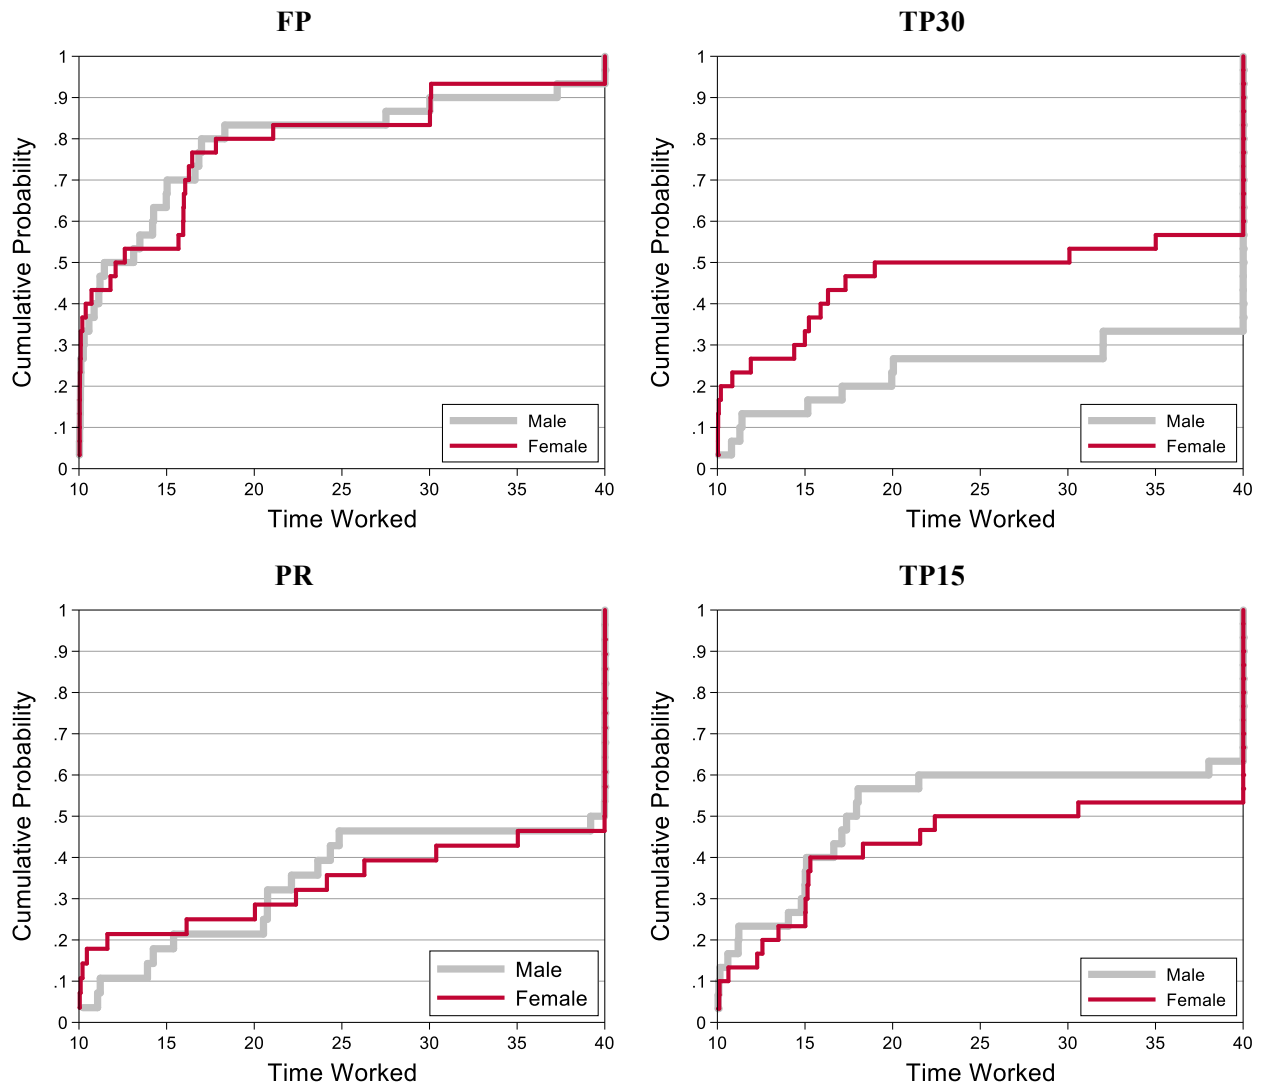 FP
Cumulative Probability
1
.9
.8
.7
.6
.5
.4
.3
.2
.1
0
Male
Female
10 15 20 25 30 35 40
Time Worked
TP30
Cumulative Probability
1
.9
.8
.7
.6
.5
.4
.3
.2
.1
0
Male
Female
10 15 20 25 30 35 40
Time Worked
PR
Cumulative Probability
1
.9
.8
.7
.6
.5
.4
.3
.2
.1
0
Male
Female
10 15 20 25 30 35 40
Time Worked
TP15
Cumulative Probability
1
.9
.8
.7
.6
.5
.4
.3
.2
.1
0
Male
Female
10 15 20 25 30 35 40
Time Worked